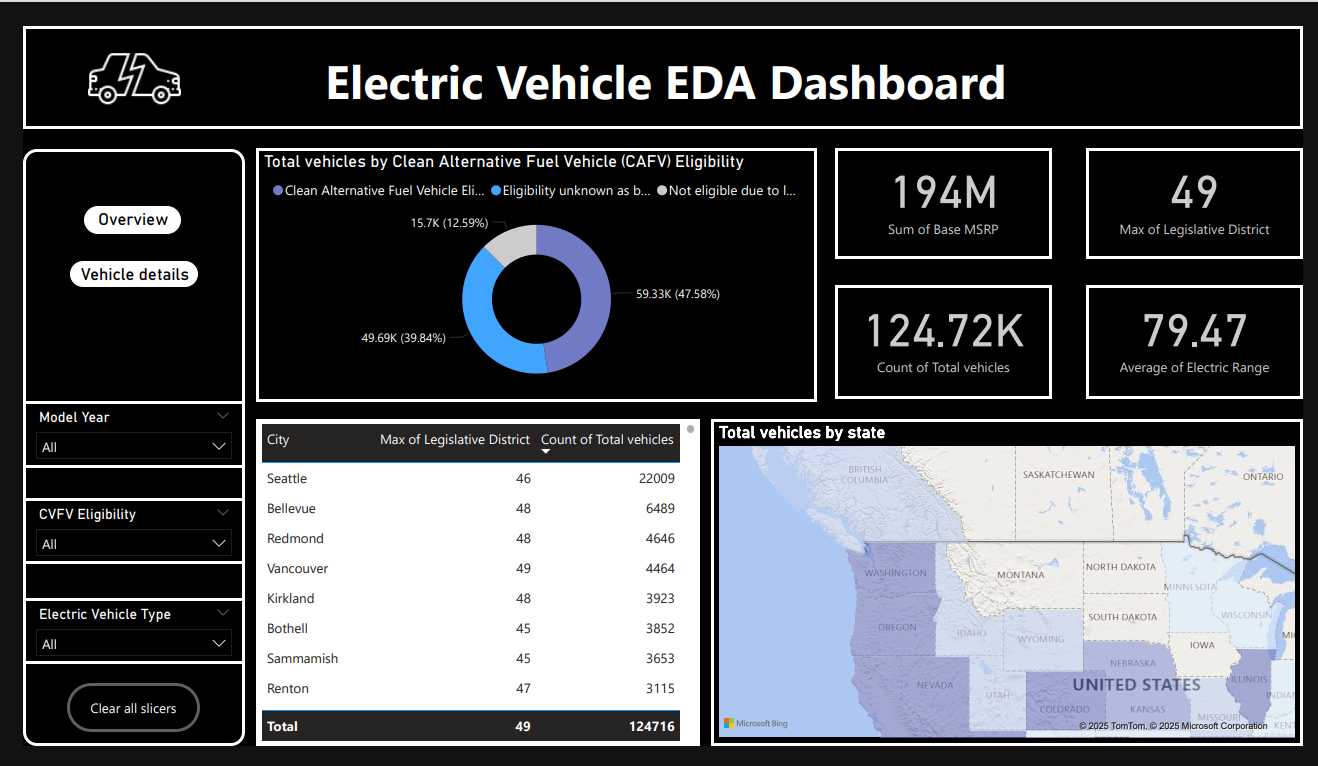 Electric Vehicle EDA Dashboard
Overview
Vehicle details
Model Year
All
CVFV Eligibility
All
Electric Vehicle Type
All
Clear all slicers
Total vehicles by Clean Alternative Fuel Vehicle (CAFV) Eligibility
Clean Alternative Fuel Vehicle Eli... Eligibility unknown as b... Not eligible due to l...
15.7K (12.59%)
59.33K (47.58%)
49.69K (39.84%)
194M
Sum of Base MSRP
49
Max of Legislative District
124.72K
Count of Total vehicles
79.47
Average of Electric Range
City Max of Legislative District Count of Total vehicles
Seattle 46 22009
Bellevue 48 6489
Redmond 48 4646
Vancouver 49 4464
Kirkland 48 3923
Bothell 45 3852
Sammamish 45 3653
Renton 47 3115
Total 49 124716
Total vehicles by state
BRITISH
COLUMBIA
SASKATCHEWAN
ONTARIO
WASHINGTON
MONTANA
NORTH DAKOTA
MINNESOTA
SOUTH DAKOTA
WISCONSIN
MIC
OREGON
IDAHO
WYOMING
IOWA
NEBRASKA
UNITED STATES
ILLINOIS
NEVADA
UTAH
COLORADO
KANSAS
MISSOURI
INDIAN
KENT
Microsoft Bing
© 2025 TomTom, © 2025 Microsoft Corporation